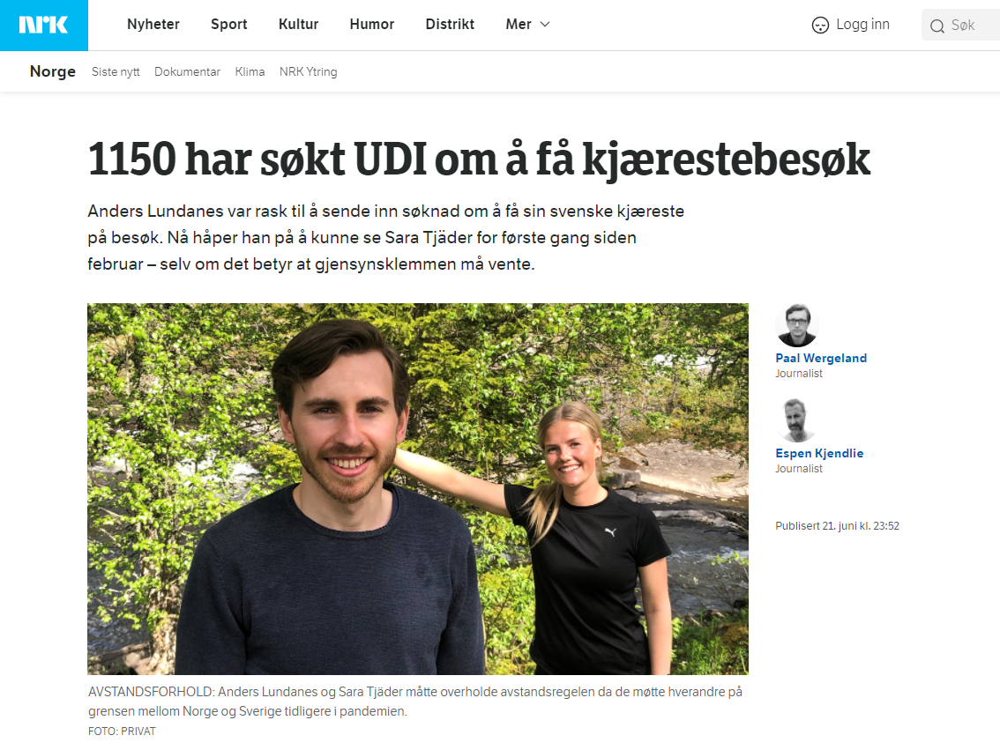 NRK
Nyheter
Sport
Kultur
Humor
Distrikt
Mer
Logg inn
Søk
Norge
Siste nytt
Dokumentar
Klima
NRK Ytring
1150 har søkt UDI om å få kjærestebesøk
Anders Lundanes var rask til å sende inn søknad om å få sin svenske kjæreste
på besøk. Nå håper han på å kunne se Sara Tjäder for første gang siden
februar – selv om det betyr at gjensynsklemmen må vente.
Paal Wergeland
Journalist
Espen Kjendlie
Journalist
Publisert 21. juni kl. 23:52
AVSTANDSFORHOLD: Anders Lundanes og Sara Tjäder måtte overholde avstandsregelen da de møtte hverandre på
grensen mellom Norge og Sverige tidligere i pandemien.
FOTO: PRIVAT